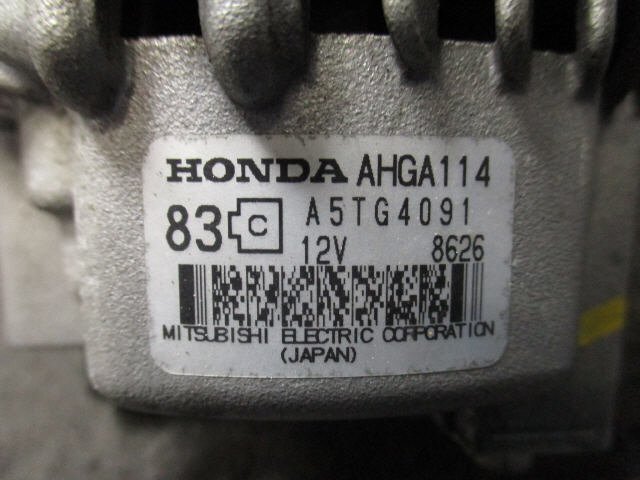 HONDA AHGA114
83 C A5TG4091
12V 8626
MITSUBISHI ELECTRIC CORPORATION
(JAPAN)